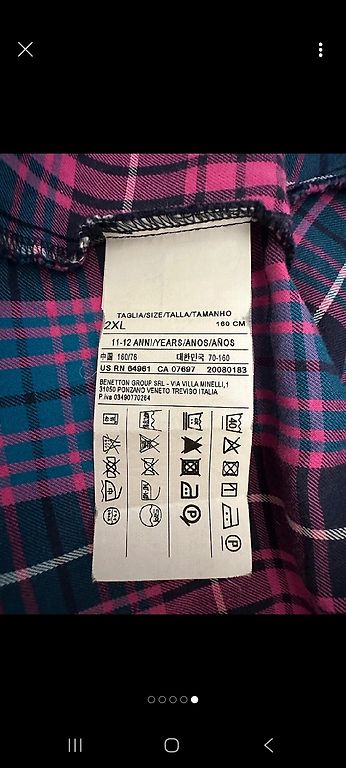 TAGLIA/SIZE/TALLA/TAMANHO
2XL 160 CM
11-12 ANNI/YEARS/ANOS/AÑOS
中国 160/76 대한민국 70-160
US RN 64961 CA 07697 20080183
BENETTON GROUP SRL - VIA VILLA MINELLI,1
31050 PONZANO VENETO TREVISO ITALIA
P.iva 03490770264
40
P
P